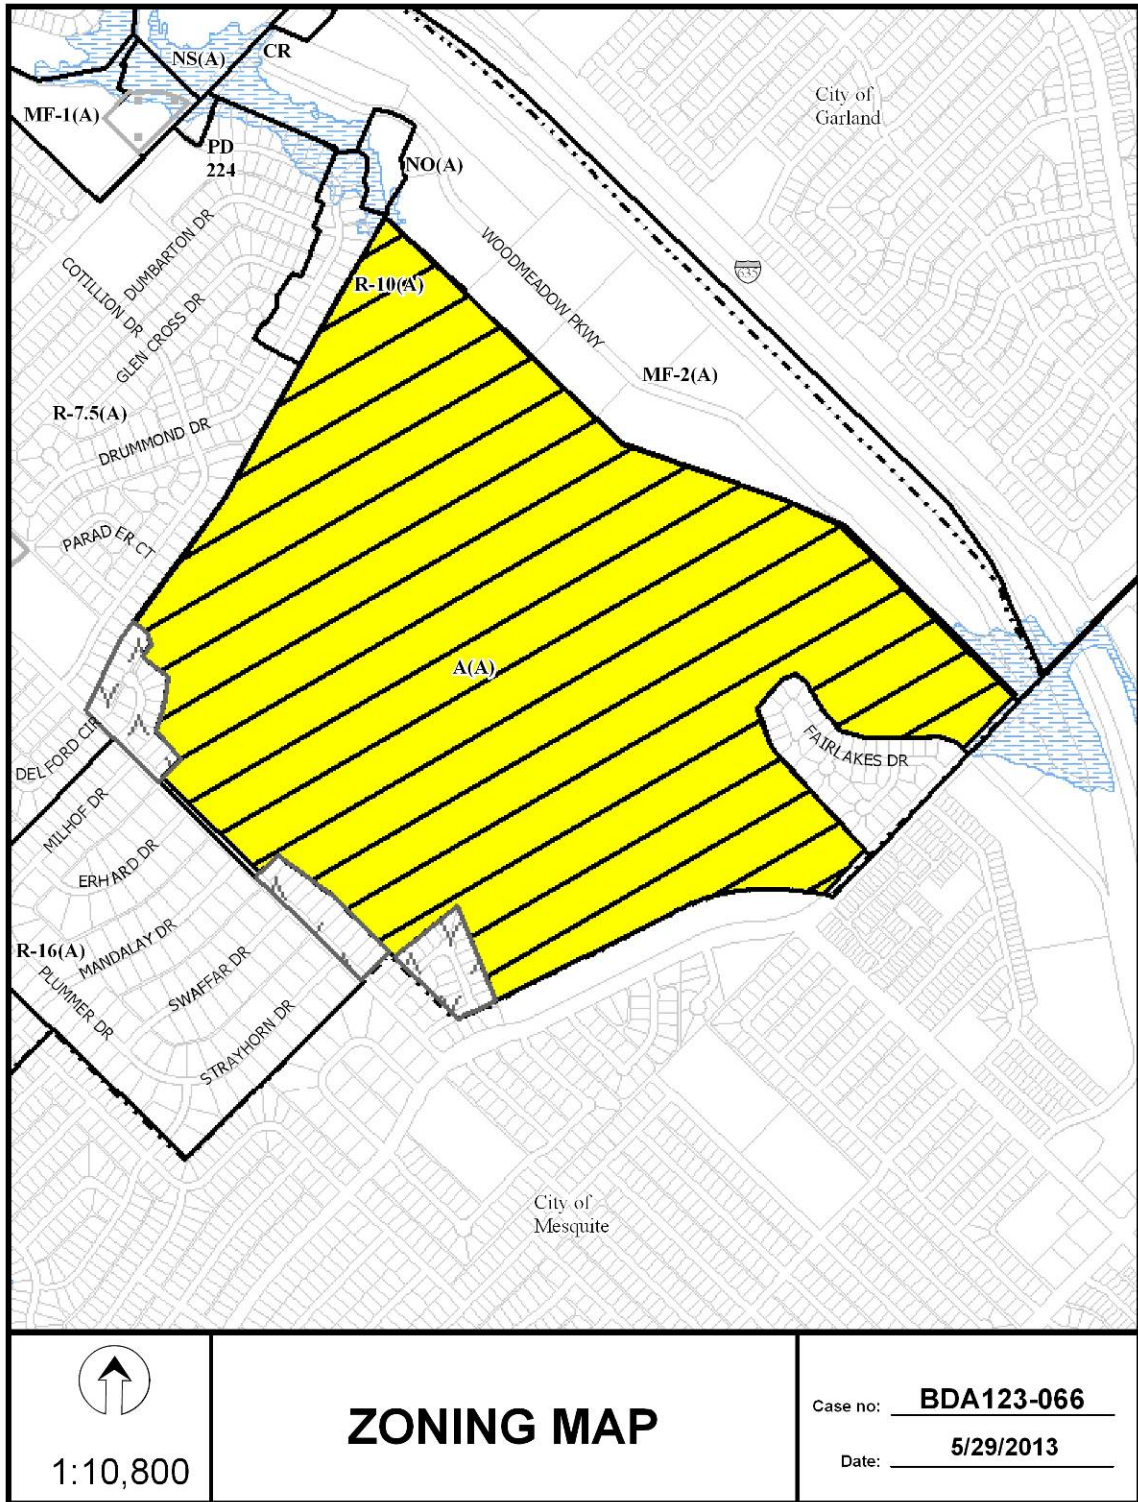 NS(A)
CR
City of
Garland
MF-1(A)
PD
224
NO(A)
DUMBARTON DR
COTILLION DR
GLEN CROSS DR
R-10(A)
WOODMEADOW PKWY
635
MF-2(A)
R-7.5(A)
DRUMMOND DR
PARAD ER CT
A(A)
DELFORD CIR
FAIRLAKES DR
MILHOF DR
ERHARD DR
R-16(A)
MANDALAY DR
PLUMMER DR
SWAFFAR DR
STRAYHORN DR
City of
Mesquite
1:10,800
ZONING MAP
Case no: BDA123-066
Date: 5/29/2013